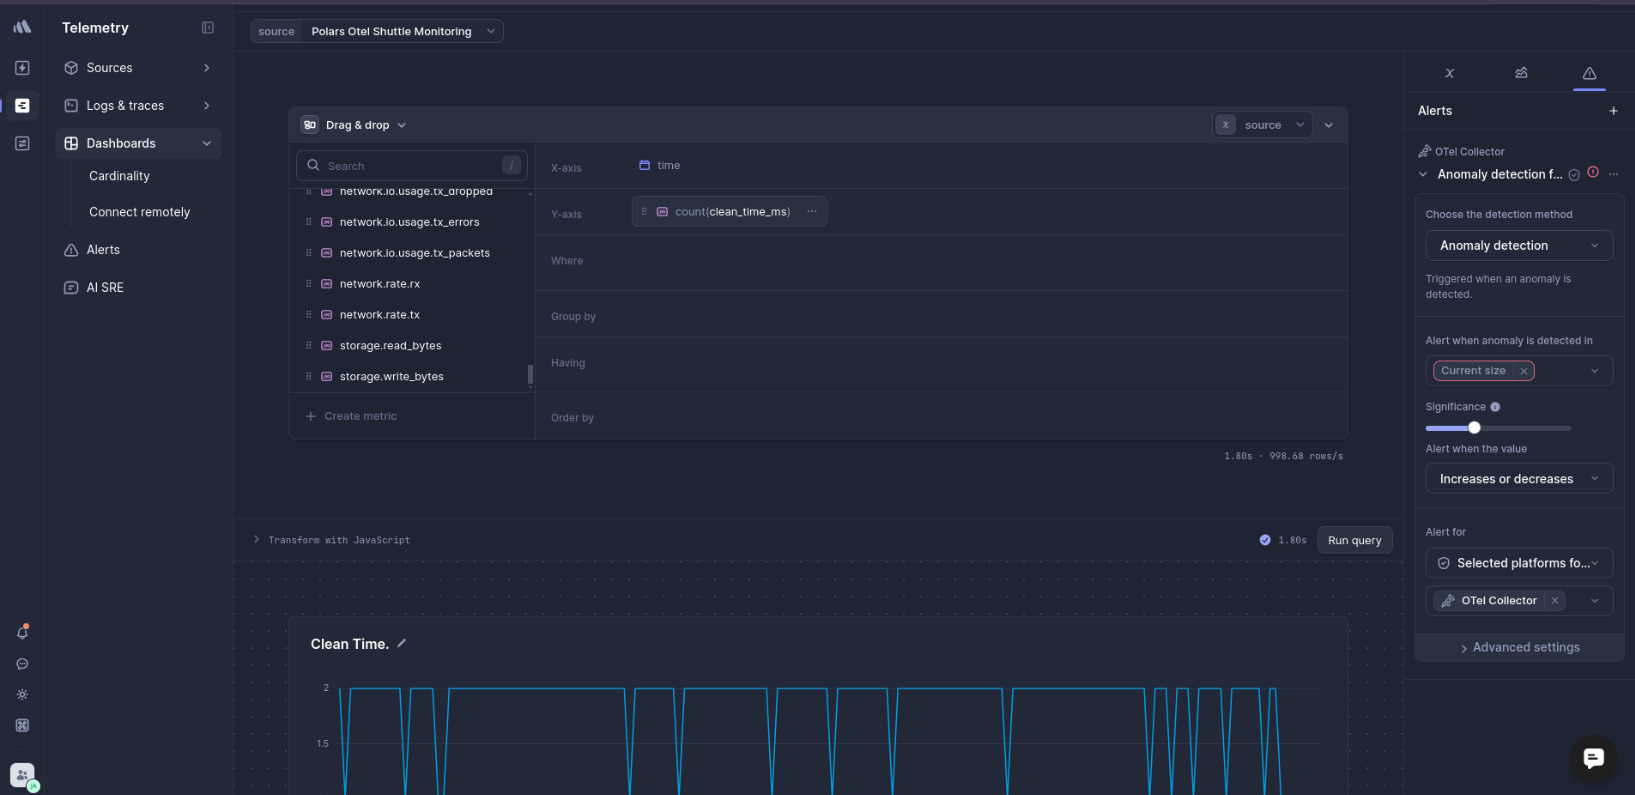 Telemetry
Sources
Logs & traces
Dashboards
Cardinality
Connect remotely
Alerts
AI SRE
JA
source Polars Otel Shuttle Monitoring
Drag & drop
source
Search /
network.io.usage.tx_dropped
network.io.usage.tx_errors
network.io.usage.tx_packets
network.rate.rx
network.rate.tx
storage.read_bytes
storage.write_bytes
Create metric
X-axis time
Y-axis count(clean_time_ms) ...
Where
Group by
Having
Order by
1.80s · 998.68 rows/s
Transform with JavaScript
1.80s Run query
Clean Time.
2
1.5
Alerts +
OTel Collector
Anomaly detection f... ...
Choose the detection method
Anomaly detection
Triggered when an anomaly is
detected.
Alert when anomaly is detected in
Current size ×
Significance
Alert when the value
Increases or decreases
Alert for
Selected platforms fo...
OTel Collector ×
Advanced settings